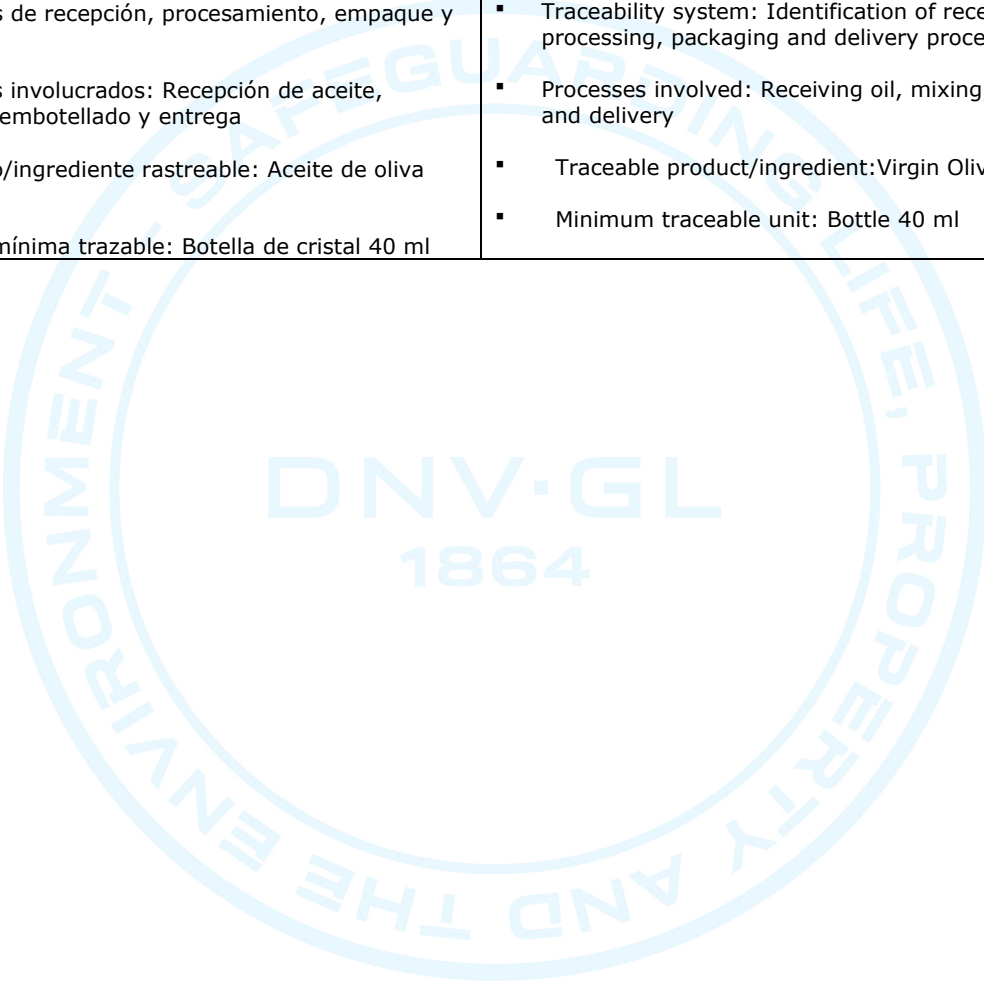 s de recepción, procesamiento, empaque y
s involucrados: Recepción de aceite,
embotellado y entrega
o/ingrediente rastreable: Aceite de oliva
mínima trazable: Botella de cristal 40 ml
▪ Traceability system: Identification of rece
processing, packaging and delivery proce
▪ Processes involved: Receiving oil, mixing
and delivery
▪ Traceable product/ingredient:Virgin Oliv
▪ Minimum traceable unit: Bottle 40 ml
SAFEGUARDING LIFE, PROPERTY AND THE ENVIRONMENT -
DNV·GL
1864